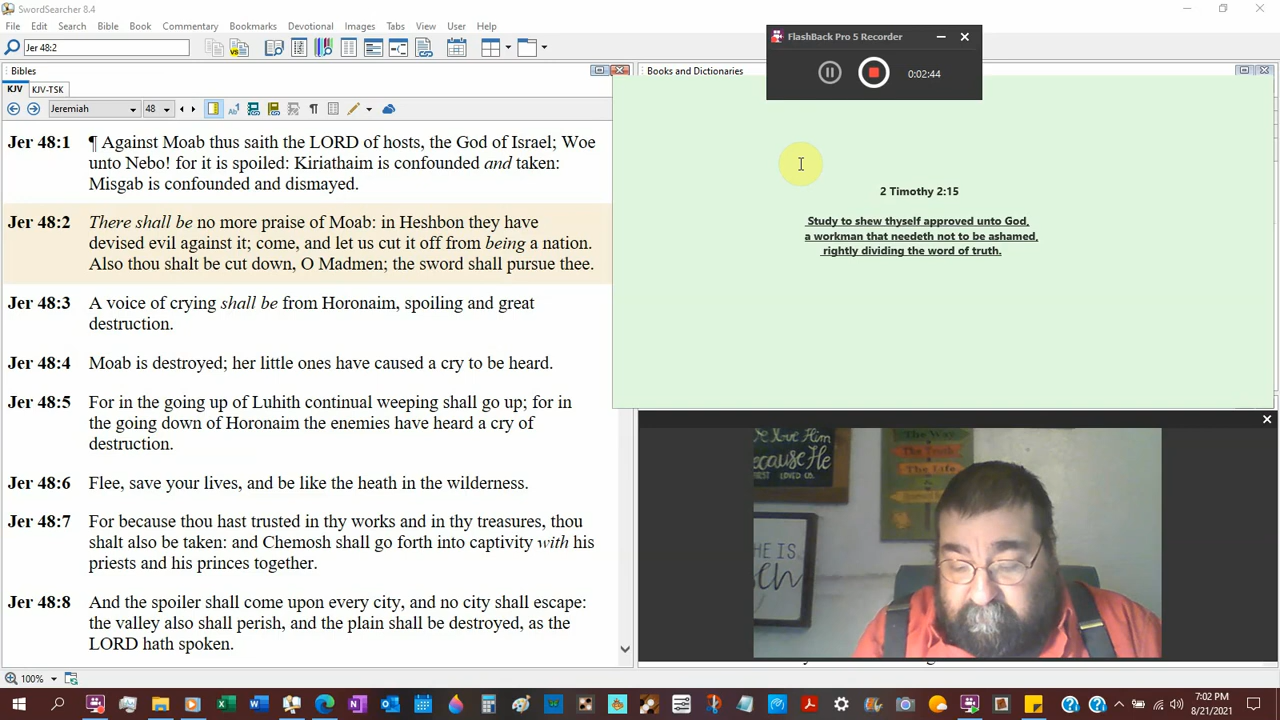 SwordSearcher 8.4
File Edit Search Bible Book Commentary Bookmarks Devotional Images Tabs View User Help
Jer 48:2
Bibles
KJV KJV-TSK
Jeremiah 48
Jer 48:1 ¶ Against Moab thus saith the LORD of hosts, the God of Israel; Woe
unto Nebo! for it is spoiled: Kiriathaim is confounded and taken:
Misgab is confounded and dismayed.
Jer 48:2 There shall be no more praise of Moab: in Heshbon they have
devised evil against it; come, and let us cut it off from being a nation.
Also thou shalt be cut down, O Madmen; the sword shall pursue thee.
Jer 48:3 A voice of crying shall be from Horonaim, spoiling and great
destruction.
Jer 48:4 Moab is destroyed; her little ones have caused a cry to be heard.
Jer 48:5 For in the going up of Luhith continual weeping shall go up; for in
the going down of Horonaim the enemies have heard a cry of
destruction.
Jer 48:6 Flee, save your lives, and be like the heath in the wilderness.
Jer 48:7 For because thou hast trusted in thy works and in thy treasures, thou
shalt also be taken: and Chemosh shall go forth into captivity with his
priests and his princes together.
Jer 48:8 And the spoiler shall come upon every city, and no city shall escape:
the valley also shall perish, and the plain shall be destroyed, as the
LORD hath spoken.
100%
Books and Dictionaries
FlashBack Pro 5 Recorder
0:02:44
2 Timothy 2:15
Study to shew thyself approved unto God,
a workman that needeth not to be ashamed,
rightly dividing the word of truth.
We love Him
because He
FIRST LOVED CO.
The Way
The Truth
The Life
HE IS
7:02 PM
8/21/2021